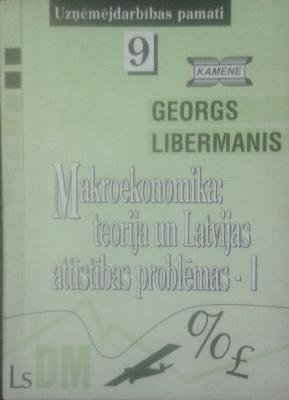 Uzņēmējdarbības pamati
9
KAMENE
GEORGS
LIBERMANIS
Makroekonomika:
teorija un Latvijas
attīstības problēmas - I
% £
Ls DM